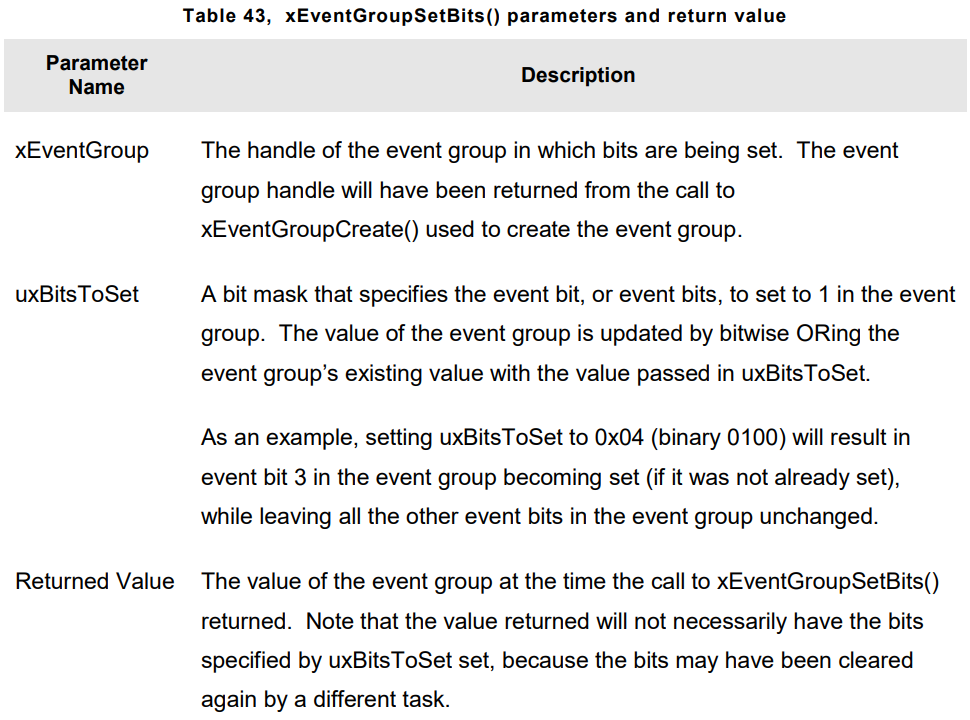 Table 43, xEventGroupSetBits() parameters and return value
Parameter
Name
Description
xEventGroup
The handle of the event group in which bits are being set. The event
group handle will have been returned from the call to
xEventGroupCreate() used to create the event group.
uxBitsToSet
A bit mask that specifies the event bit, or event bits, to set to 1 in the event
group. The value of the event group is updated by bitwise ORing the
event group’s existing value with the value passed in uxBitsToSet.
As an example, setting uxBitsToSet to 0x04 (binary 0100) will result in
event bit 3 in the event group becoming set (if it was not already set),
while leaving all the other event bits in the event group unchanged.
Returned Value
The value of the event group at the time the call to xEventGroupSetBits()
returned. Note that the value returned will not necessarily have the bits
specified by uxBitsToSet set, because the bits may have been cleared
again by a different task.